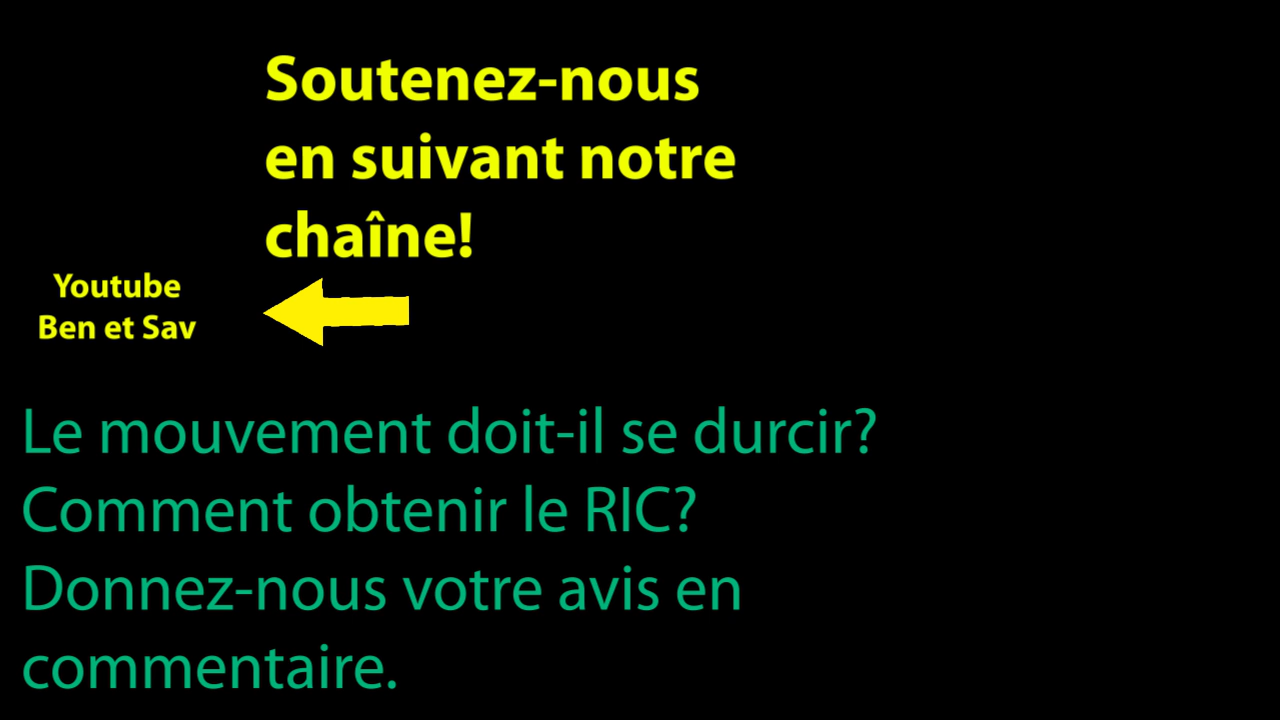 Soutenez-nous
en suivant notre
chaîne!
Youtube
Ben et Sav
Le mouvement doit-il se durcir?
Comment obtenir le RIC?
Donnez-nous votre avis en
commentaire.